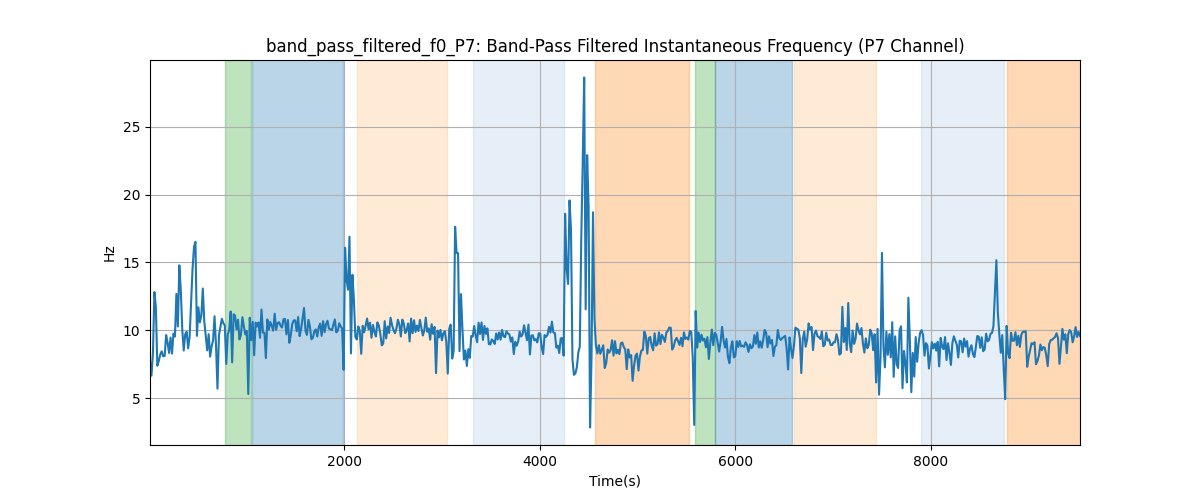 band_pass_filtered_f0_P7: Band-Pass Filtered Instantaneous Frequency (P7 Channel)
Hz
25
20
15
10
5
2000 4000 6000 8000
Time(s)